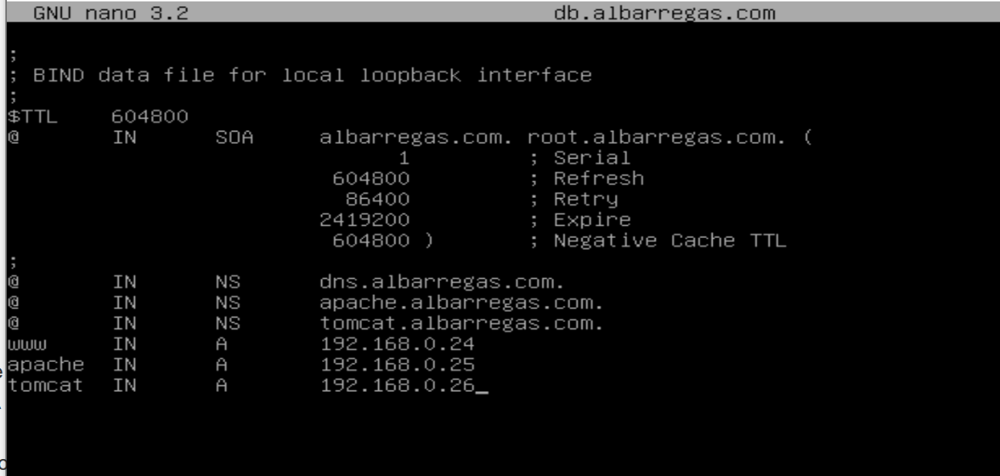 GNU nano 3.2 db.albarregas.com
;
; BIND data file for local loopback interface
;
$TTL 604800
@ IN SOA albarregas.com. root.albarregas.com. (
1 ; Serial
604800 ; Refresh
86400 ; Retry
2419200 ; Expire
604800 ) ; Negative Cache TTL
;
@ IN NS dns.albarregas.com.
@ IN NS apache.albarregas.com.
@ IN NS tomcat.albarregas.com.
www IN A 192.168.0.24
apache IN A 192.168.0.25
tomcat IN A 192.168.0.26_